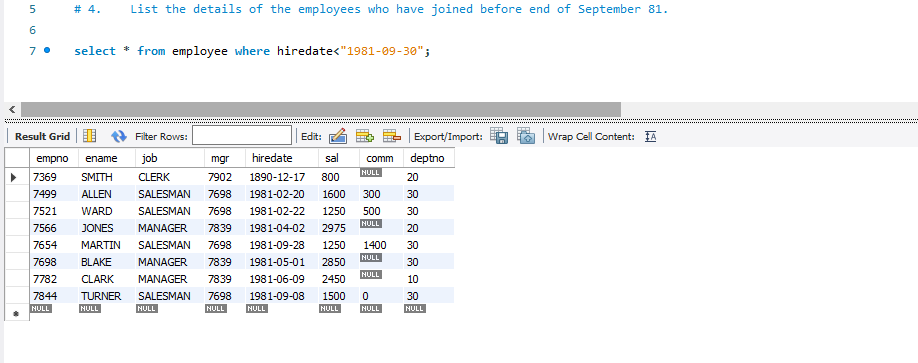 5 # 4. List the details of the employees who have joined before end of September 81.
6
7 select * from employee where hiredate<"1981-09-30";
Result Grid Filter Rows: Edit: Export/Import: Wrap Cell Content:
empno ename job mgr hiredate sal comm deptno
7369 SMITH CLERK 7902 1890-12-17 800 NULL 20
7499 ALLEN SALESMAN 7698 1981-02-20 1600 300 30
7521 WARD SALESMAN 7698 1981-02-22 1250 500 30
7566 JONES MANAGER 7839 1981-04-02 2975 NULL 20
7654 MARTIN SALESMAN 7698 1981-09-28 1250 1400 30
7698 BLAKE MANAGER 7839 1981-05-01 2850 NULL 30
7782 CLARK MANAGER 7839 1981-06-09 2450 NULL 10
7844 TURNER SALESMAN 7698 1981-09-08 1500 0 30
NULL NULL NULL NULL NULL NULL NULL NULL